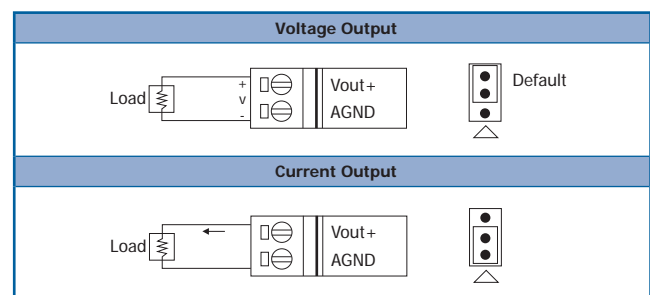 Voltage Output
Load
+
v
-
Vout+
AGND
Default
Current Output
Load
Vout+
AGND